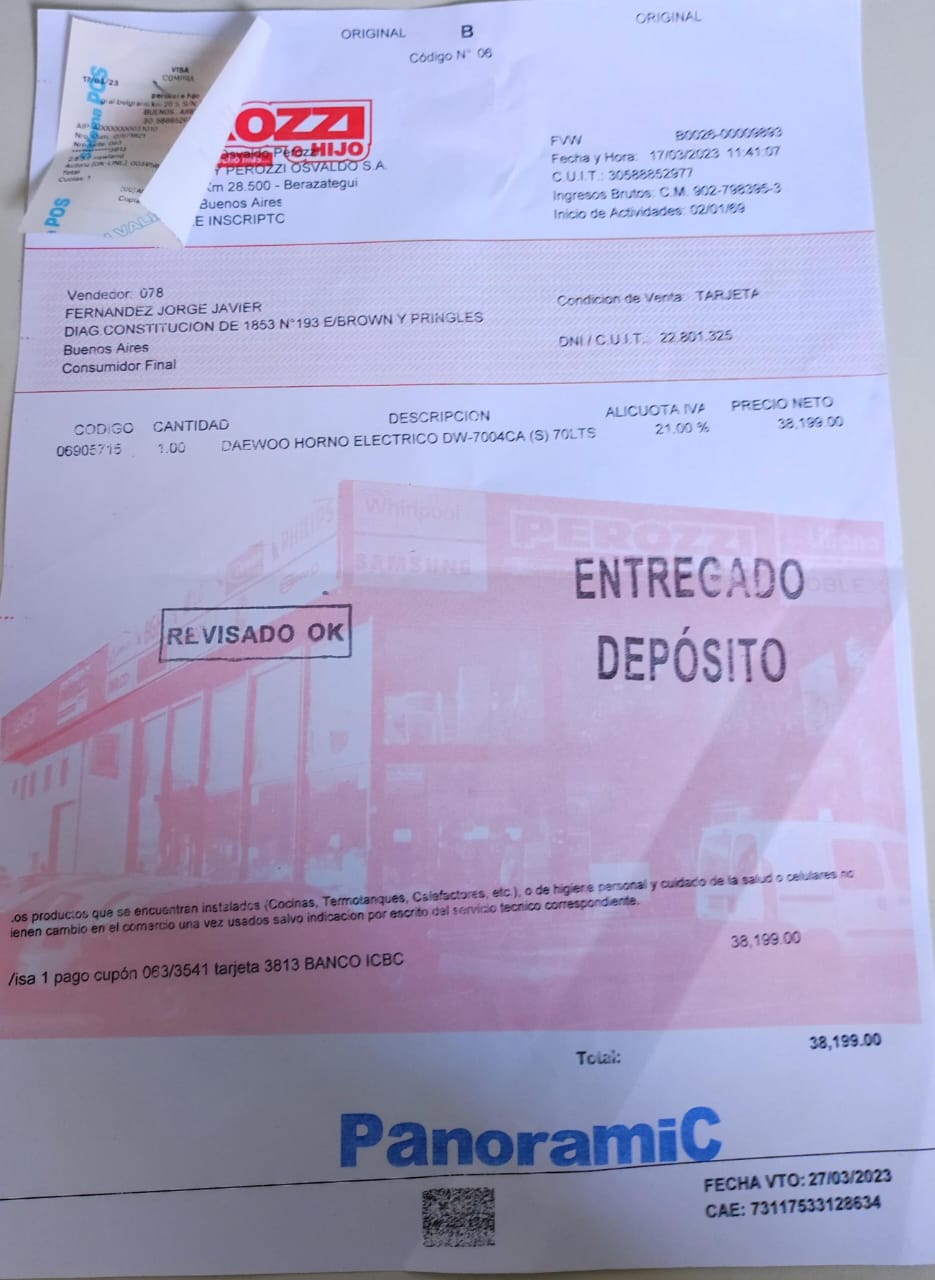 ORIGINAL
B
ORIGINAL
Código N° 06
VISA
COMPRA
17/03/23
BUENOS AIRE
Total
Cuotas: 1
POS
ROZZI
e HIJO
Osvaldo Perozzi
Y PEROZZI OSVALDO S.A.
Km 28.500 - Berazategui
Buenos Aires
E INSCRIPTO
FVW B0026-00009893
Fecha y Hora: 17/03/2023 11:41:07
C.U.I.T.: 30588852977
Ingresos Brutos: C.M. 902-798395-3
Inicio de Actividades: 02/01/69
Vendedor: 078
FERNANDEZ JORGE JAVIER
DIAG.CONSTITUCION DE 1853 N°193 E/BROWN Y PRINGLES
Buenos Aires
Consumidor Final
Condicion de Venta: TARJETA
DNI / C.U.I.T.: 22.801.325
CODIGO CANTIDAD DESCRIPCION ALICUOTA IVA PRECIO NETO
06905715 1.00 DAEWOO HORNO ELECTRICO DW-7004CA (S) 70LTS 21.00 % 38,199.00
Whirlpool
PEROZZI
PHILIPS
SAMSUNG
ENTREGADO
DEPÓSITO
REVISADO OK
.os productos que se encuentran instalados (Cocinas, Termotanques, Calefactores, etc.), o de higiene personal y cuidado de la salud o celulares no
ienen cambio en el comercio una vez usados salvo indicacion por escrito del servicio tecnico correspondiente.
38,199.00
/isa 1 pago cupón 063/3541 tarjeta 3813 BANCO ICBC
Total: 38,199.00
PanoramiC
FECHA VTO: 27/03/2023
CAE: 73117533128634